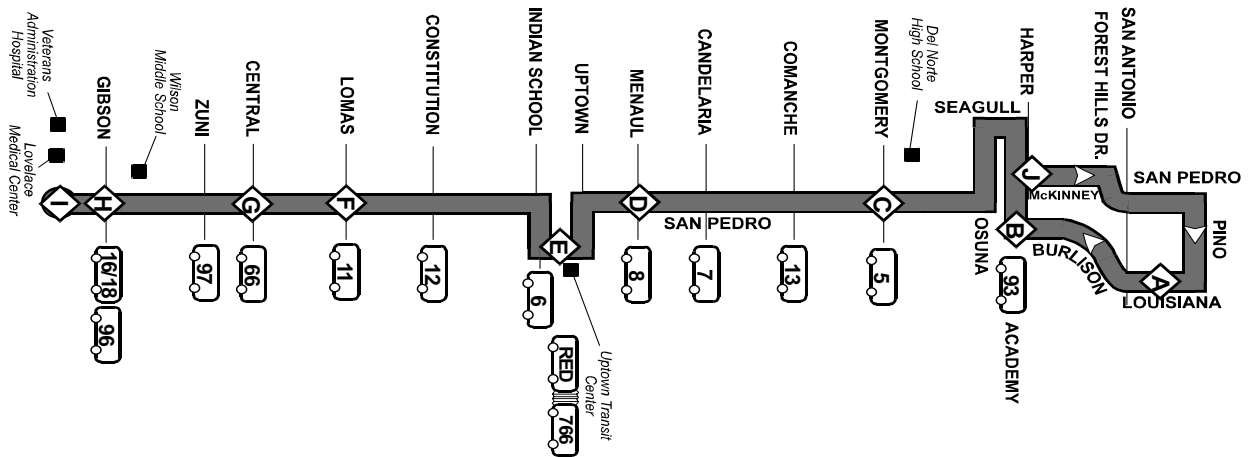 Veterans
Administration
Hospital
Lovelace
Medical Center
I
GIBSON
H
16/18
96
Wilson
Middle School
ZUNI
97
CENTRAL
G
66
LOMAS
F
11
CONSTITUTION
12
INDIAN SCHOOL
6
UPTOWN
E
RED
766
Uptown Transit
Center
MENAUL
D
8
SAN PEDRO
CANDELARIA
7
COMANCHE
13
MONTGOMERY
C
5
Del Norte
High School
SEAGULL
OSUNA
HARPER
J
McKINNEY
B
93
ACADEMY
BURLISON
FOREST HILLS DR.
SAN ANTONIO
SAN PEDRO
PINO
A
LOUISIANA